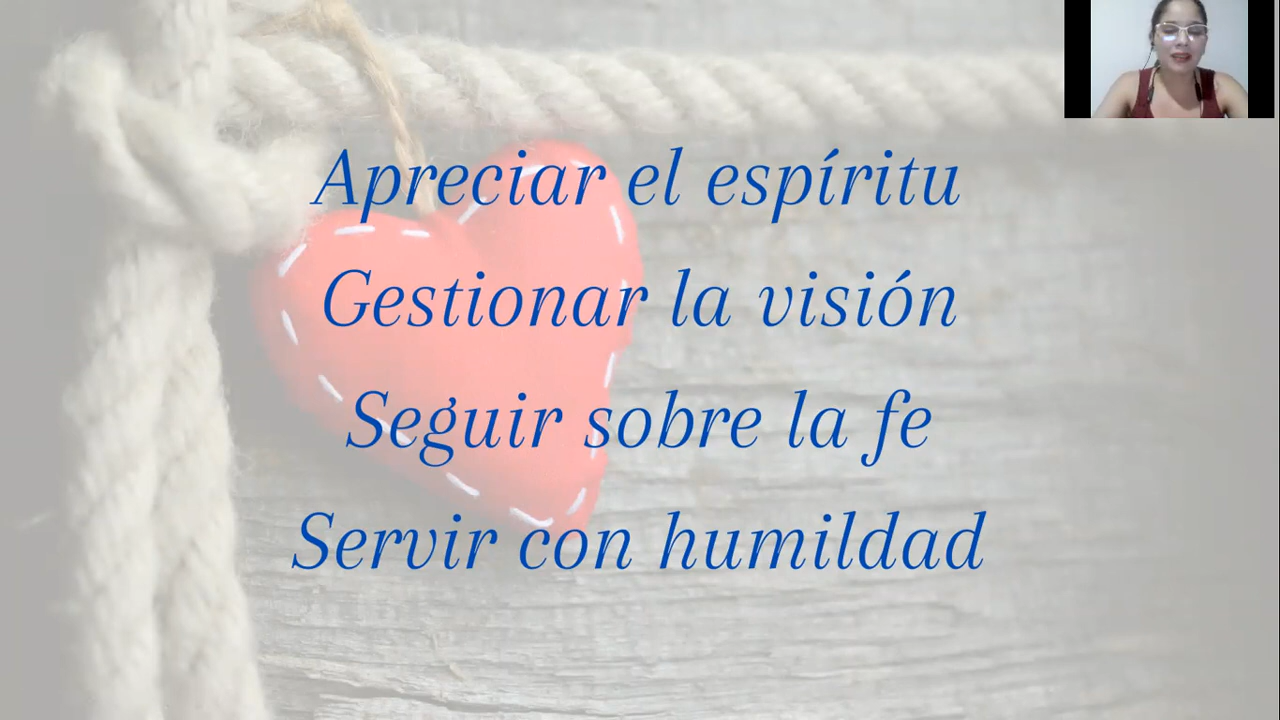 Apreciar el espíritu
Gestionar la visión
Seguir sobre la fe
Servir con humildad